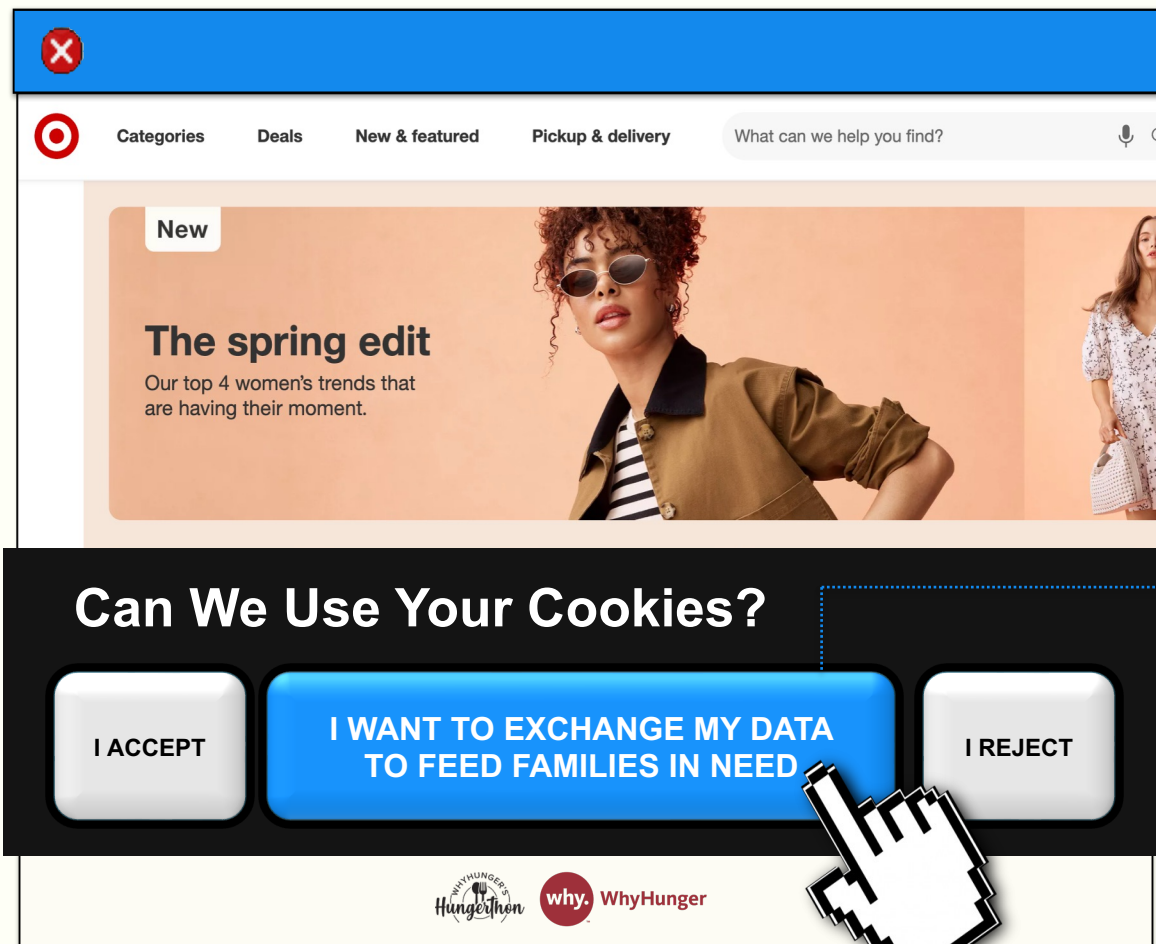 Categories Deals New & featured Pickup & delivery What can we help you find?
New
The spring edit
Our top 4 women's trends that
are having their moment.
Can We Use Your Cookies?
I ACCEPT
I WANT TO EXCHANGE MY DATA
TO FEED FAMILIES IN NEED
I REJECT
WHYHUNGER'S
Hungerthon
why. WhyHunger